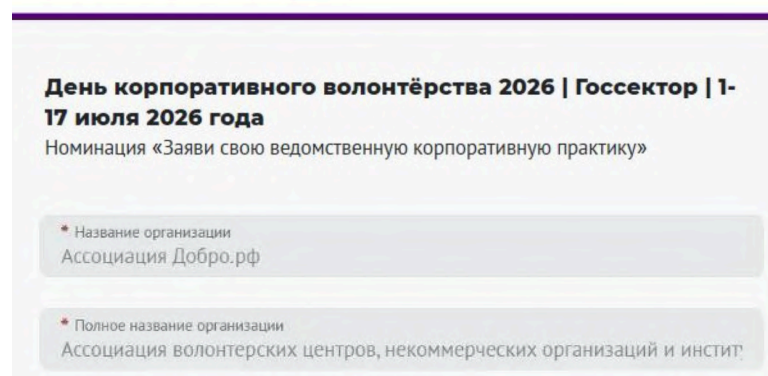 День корпоративного волонтёрства 2026 | Госсектор | 1-
17 июля 2026 года
Номинация «Заяви свою ведомственную корпоративную практику»
* Название организации
Ассоциация Добро.рф
* Полное название организации
Ассоциация волонтерских центров, некоммерческих организаций и инстит